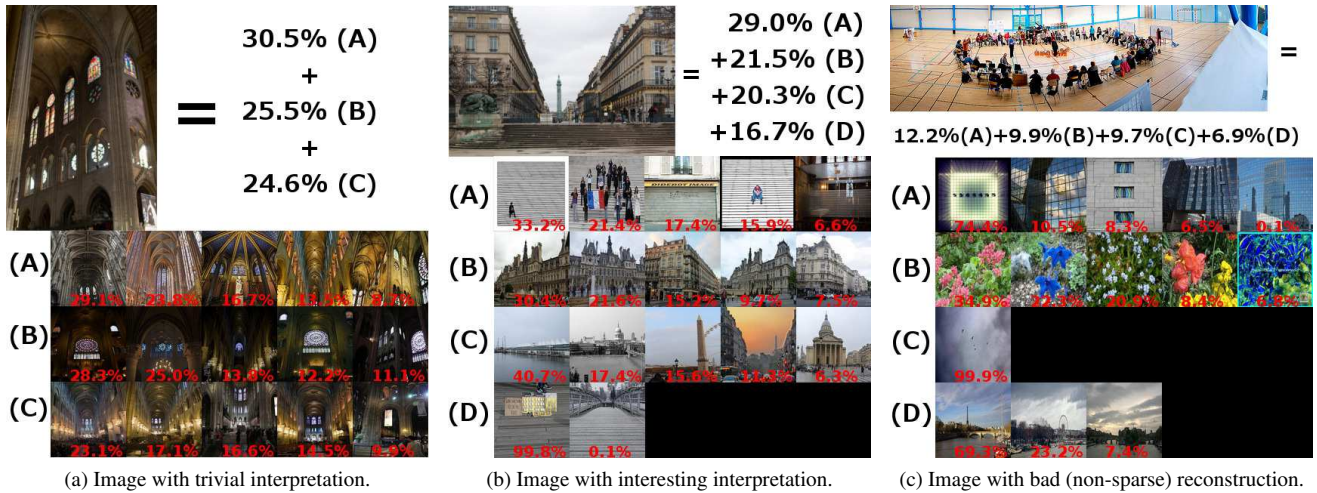 30.5% (A)
+
25.5% (B)
+
24.6% (C)
=
(A)
29.1% 23.8% 16.7% 13.5% 8.7%
(B)
28.3% 25.0% 13.8% 12.2% 11.1%
(C)
23.1% 17.1% 16.6% 14.5% 9.9%
(a) Image with trivial interpretation.
=
29.0% (A)
+21.5% (B)
+20.3% (C)
+16.7% (D)
(A)
DIDEROT IMAGE
33.2% 21.4% 17.4% 15.9% 6.6%
(B)
30.4% 21.6% 15.2% 9.7% 7.5%
(C)
40.7% 17.4% 15.6% 11.3% 6.3%
(D)
99.8% 0.1%
(b) Image with interesting interpretation.
=
12.2%(A)+9.9%(B)+9.7%(C)+6.9%(D)
(A)
74.4% 10.5% 8.3% 6.5% 0.1%
(B)
34.9% 22.3% 20.9% 8.4% 6.8%
(C)
99.9%
(D)
69.3% 23.2% 7.4%
(c) Image with bad (non-sparse) reconstruction.